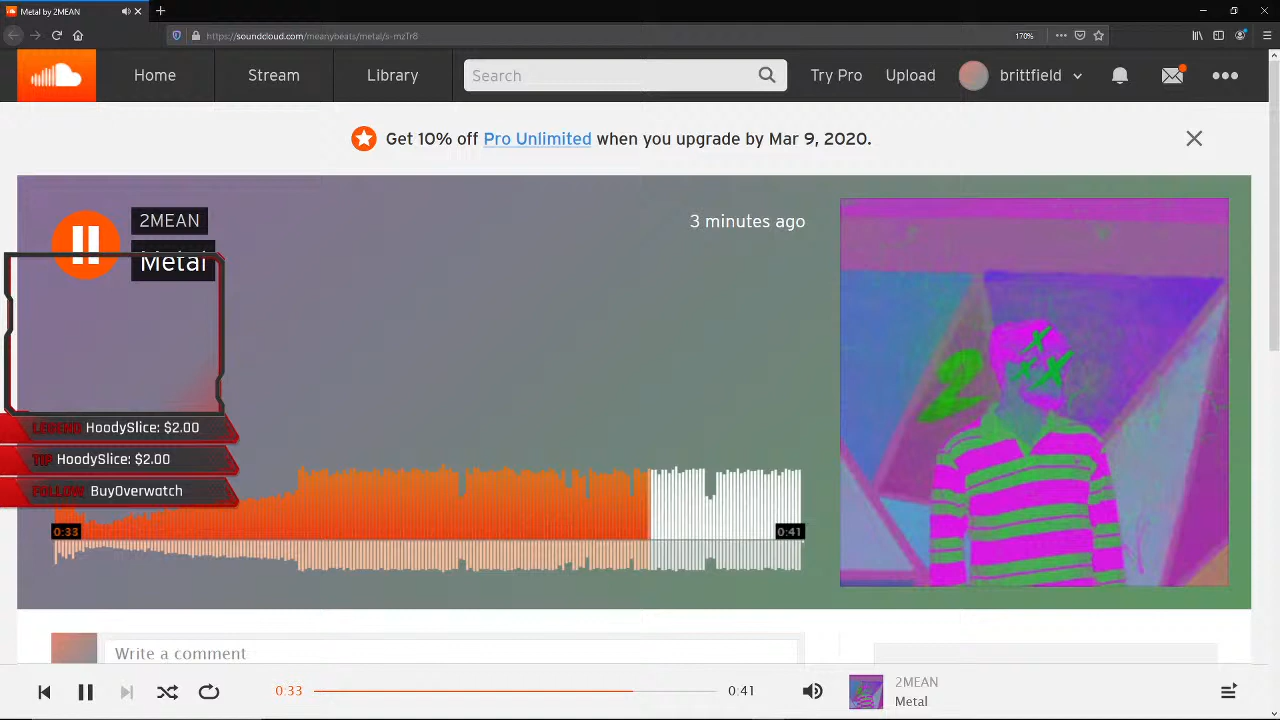 Metal by 2MEAN
https://soundcloud.com/meanybeats/metal/s-mzTr8
170%
Home
Stream
Library
Search
Try Pro
Upload
brittfield
Get 10% off Pro Unlimited when you upgrade by Mar 9, 2020.
2MEAN
3 minutes ago
Metal
2
LEGEND HoodySlice: $2.00
TIP HoodySlice: $2.00
FOLLOW BuyOverwatch
0:33
0:41
Write a comment
0:33
0:41
2MEAN
Metal